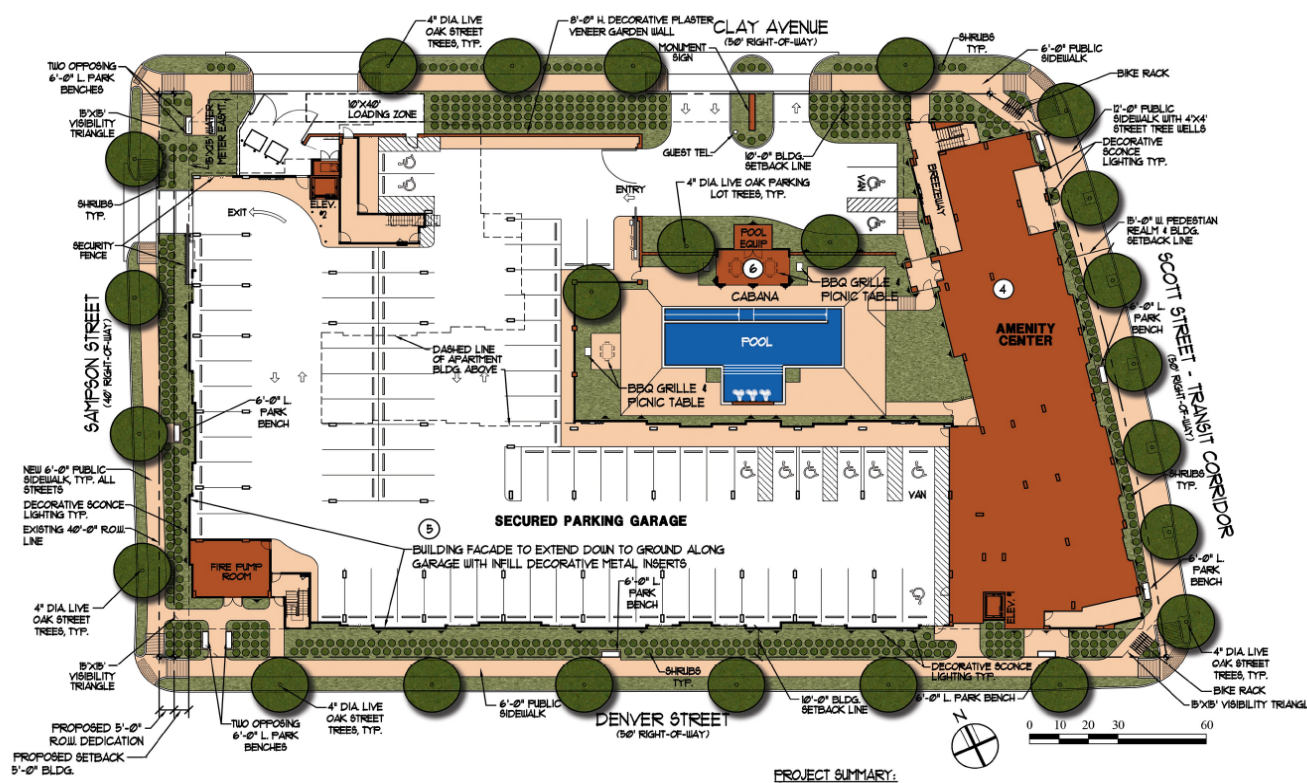 4" DIA. LIVE
OAK STREET
TREES, TYP.
8'-0" H. DECORATIVE PLASTER
VENEER GARDEN WALL
CLAY AVENUE
(50' RIGHT-OF-WAY)
MONUMENT
SIGN
SHRUBS
TYP.
6'-0" PUBLIC
SIDEWALK
TWO OPPOSING
6'-0" L. PARK
BENCHES
BIKE RACK
15'X15'
VISIBILITY
TRIANGLE
15'X25' WATER
METER EASMT.
10'X40'
LOADING ZONE
12'-0" PUBLIC
SIDEWALK WITH 4'X4'
STREET TREE WELLS
DECORATIVE
SCONCE
LIGHTING TYP.
GUEST TEL.
10'-0" BLDG.
SETBACK LINE
BREEZEWAY
VAN
ENTRY
4" DIA. LIVE OAK PARKING
LOT TREES, TYP.
SHRUBS
TYP.
ELEV.
#2
EXIT
15'-0" W. PEDESTIAN
REALM & BLDG.
SETBACK LINE
SECURITY
FENCE
POOL
EQUIP
6
BBQ GRILLE &
PICNIC TABLE
CABANA
4
AMENITY
CENTER
SAMPSON STREET
(40' RIGHT-OF-WAY)
SCOTT STREET - TRANSIT CORRIDOR
(50' RIGHT-OF-WAY)
6'-0" L.
PARK
BENCH
POOL
DASHED LINE
OF APARTMENT
BLDG. ABOVE
BBQ GRILLE &
PICNIC TABLE
6'-0" L.
PARK
BENCH
NEW 6'-0" PUBLIC
SIDEWALK, TYP. ALL
STREETS
DECORATIVE SCONCE
LIGHTING TYP.
EXISTING 40'-0" R.O.W.
LINE
SHRUBS
TYP.
VAN
5
SECURED PARKING GARAGE
BUILDING FACADE TO EXTEND DOWN TO GROUND ALONG
GARAGE WITH INFILL DECORATIVE METAL INSERTS
FIRE PUMP
ROOM
6'-0" L.
PARK
BENCH
6'-0" L.
PARK
BENCH
4" DIA. LIVE
OAK STREET
TREES, TYP.
15'X15'
VISIBILITY
TRIANGLE
SHRUBS
TYP.
DECORATIVE SCONCE
LIGHTING TYP.
4" DIA. LIVE
OAK STREET
TREES, TYP.
BIKE RACK
15'X15' VISIBILITY TRIANGL
PROPOSED 5'-0"
R.O.W. DEDICATION
PROPOSED SETBACK
5'-0" BLDG.
TWO OPPOSING
6'-0" L. PARK
BENCHES
4" DIA. LIVE
OAK STREET
TREES, TYP.
6'-0" PUBLIC
SIDEWALK
DENVER STREET
(50' RIGHT-OF-WAY)
10'-0" BLDG.
SETBACK LINE
6'-0" L. PARK BENCH
N
0 15 30 60
PROJECT SUMMARY: